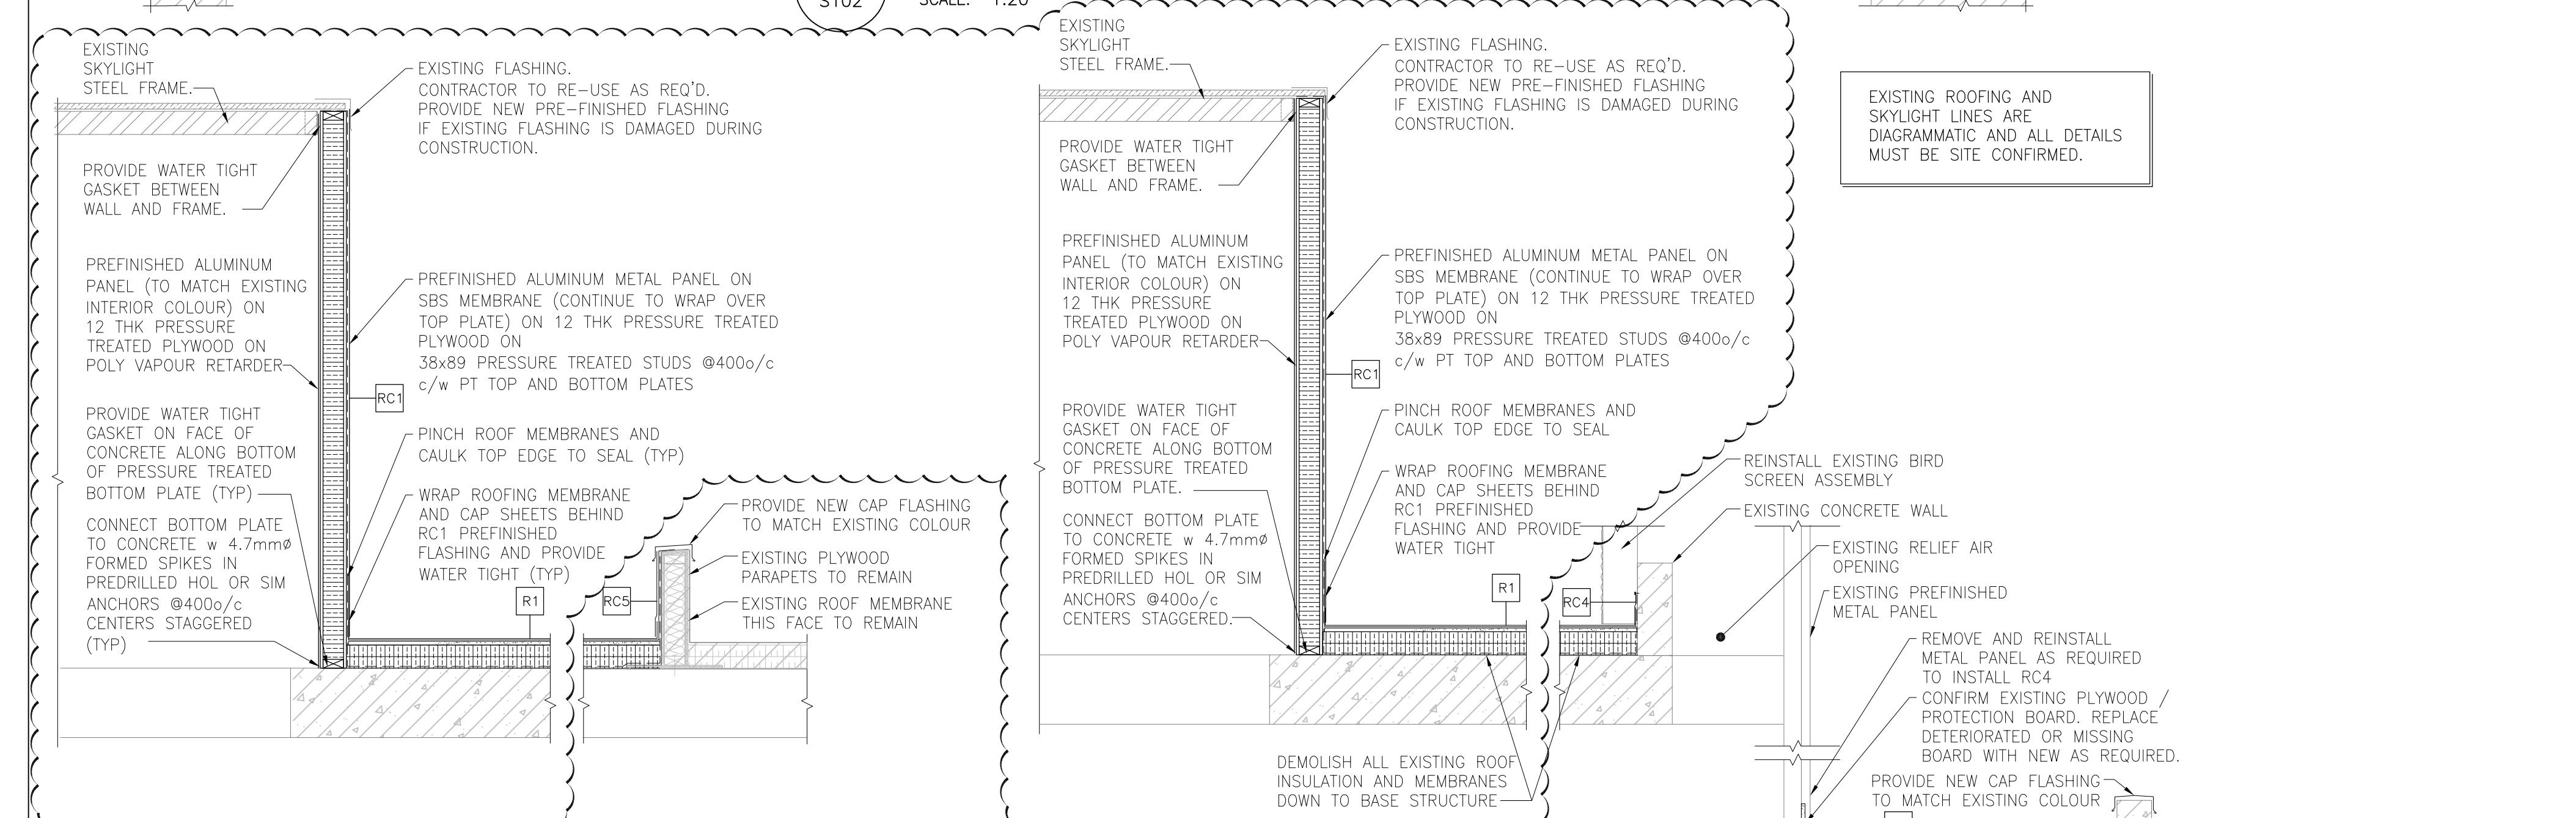 ST02
SCALE: 1:20
EXISTING
SKYLIGHT
STEEL FRAME.
EXISTING FLASHING.
CONTRACTOR TO RE-USE AS REQ'D.
PROVIDE NEW PRE-FINISHED FLASHING
IF EXISTING FLASHING IS DAMAGED DURING
CONSTRUCTION.
PROVIDE WATER TIGHT
GASKET BETWEEN
WALL AND FRAME.
PREFINISHED ALUMINUM
PANEL (TO MATCH EXISTING
INTERIOR COLOUR) ON
12 THK PRESSURE
TREATED PLYWOOD ON
POLY VAPOUR RETARDER
PREFINISHED ALUMINUM METAL PANEL ON
SBS MEMBRANE (CONTINUE TO WRAP OVER
TOP PLATE) ON 12 THK PRESSURE TREATED
PLYWOOD ON
38x89 PRESSURE TREATED STUDS @400o/c
c/w PT TOP AND BOTTOM PLATES
RC1
PROVIDE WATER TIGHT
GASKET ON FACE OF
CONCRETE ALONG BOTTOM
OF PRESSURE TREATED
BOTTOM PLATE (TYP)
PINCH ROOF MEMBRANES AND
CAULK TOP EDGE TO SEAL (TYP)
WRAP ROOFING MEMBRANE
AND CAP SHEETS BEHIND
RC1 PREFINISHED
FLASHING AND PROVIDE
WATER TIGHT (TYP)
CONNECT BOTTOM PLATE
TO CONCRETE w 4.7mmø
FORMED SPIKES IN
PREDRILLED HOL OR SIM
ANCHORS @400o/c
CENTERS STAGGERED
(TYP)
R1
RC5
PROVIDE NEW CAP FLASHING
TO MATCH EXISTING COLOUR
EXISTING PLYWOOD
PARAPETS TO REMAIN
EXISTING ROOF MEMBRANE
THIS FACE TO REMAIN
EXISTING
SKYLIGHT
STEEL FRAME.
EXISTING FLASHING.
CONTRACTOR TO RE-USE AS REQ'D.
PROVIDE NEW PRE-FINISHED FLASHING
IF EXISTING FLASHING IS DAMAGED DURING
CONSTRUCTION.
PROVIDE WATER TIGHT
GASKET BETWEEN
WALL AND FRAME.
PREFINISHED ALUMINUM
PANEL (TO MATCH EXISTING
INTERIOR COLOUR) ON
12 THK PRESSURE
TREATED PLYWOOD ON
POLY VAPOUR RETARDER
PREFINISHED ALUMINUM METAL PANEL ON
SBS MEMBRANE (CONTINUE TO WRAP OVER
TOP PLATE) ON 12 THK PRESSURE TREATED
PLYWOOD ON
38x89 PRESSURE TREATED STUDS @400o/c
c/w PT TOP AND BOTTOM PLATES
RC1
PROVIDE WATER TIGHT
GASKET ON FACE OF
CONCRETE ALONG BOTTOM
OF PRESSURE TREATED
BOTTOM PLATE.
PINCH ROOF MEMBRANES AND
CAULK TOP EDGE TO SEAL
WRAP ROOFING MEMBRANE
AND CAP SHEETS BEHIND
RC1 PREFINISHED
FLASHING AND PROVIDE
WATER TIGHT
CONNECT BOTTOM PLATE
TO CONCRETE w 4.7mmø
FORMED SPIKES IN
PREDRILLED HOL OR SIM
ANCHORS @400o/c
CENTERS STAGGERED.
R1
RC4
DEMOLISH ALL EXISTING ROOF
INSULATION AND MEMBRANES
DOWN TO BASE STRUCTURE
EXISTING ROOFING AND
SKYLIGHT LINES ARE
DIAGRAMMATIC AND ALL DETAILS
MUST BE SITE CONFIRMED.
REINSTALL EXISTING BIRD
SCREEN ASSEMBLY
EXISTING CONCRETE WALL
EXISTING RELIEF AIR
OPENING
EXISTING PREFINISHED
METAL PANEL
REMOVE AND REINSTALL
METAL PANEL AS REQUIRED
TO INSTALL RC4
CONFIRM EXISTING PLYWOOD /
PROTECTION BOARD. REPLACE
DETERIORATED OR MISSING
BOARD WITH NEW AS REQUIRED.
PROVIDE NEW CAP FLASHING
TO MATCH EXISTING COLOUR